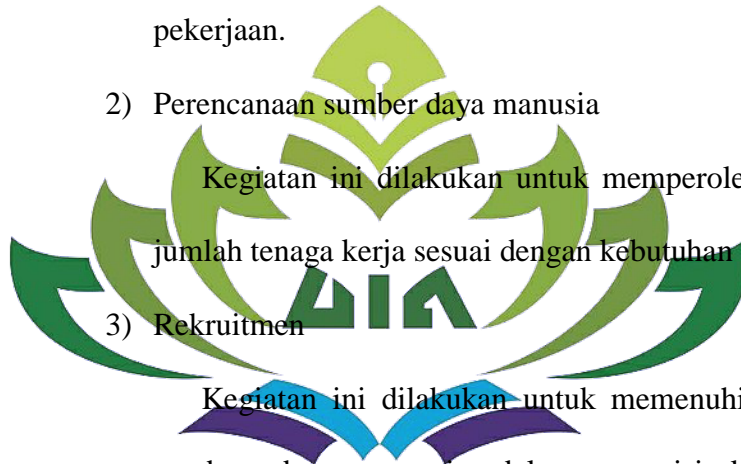 pekerjaan.
2) Perencanaan sumber daya manusia
Kegiatan ini dilakukan untuk memperole
jumlah tenaga kerja sesuai dengan kebutuhan
3) Rekruitmen
UIN
Kegiatan ini dilakukan untuk memenuhi